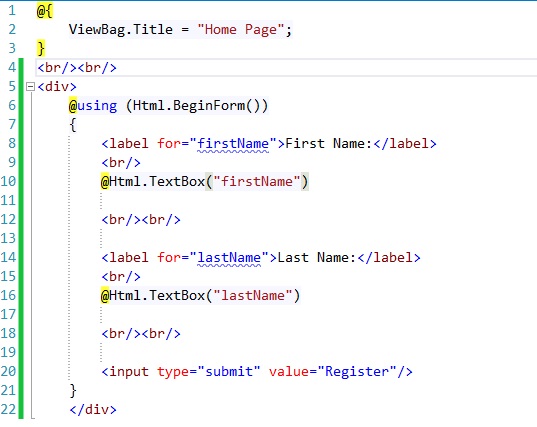 1 @{
2 ViewBag.Title = "Home Page";
3 }
4 <br/><br/>
5 <div>
6 @using (Html.BeginForm())
7 {
8 <label for="firstName">First Name:</label>
9 <br/>
10 @Html.TextBox("firstName")
11
12 <br/><br/>
13
14 <label for="lastName">Last Name:</label>
15 <br/>
16 @Html.TextBox("lastName")
17
18 <br/><br/>
19
20 <input type="submit" value="Register"/>
21 }
22 </div>